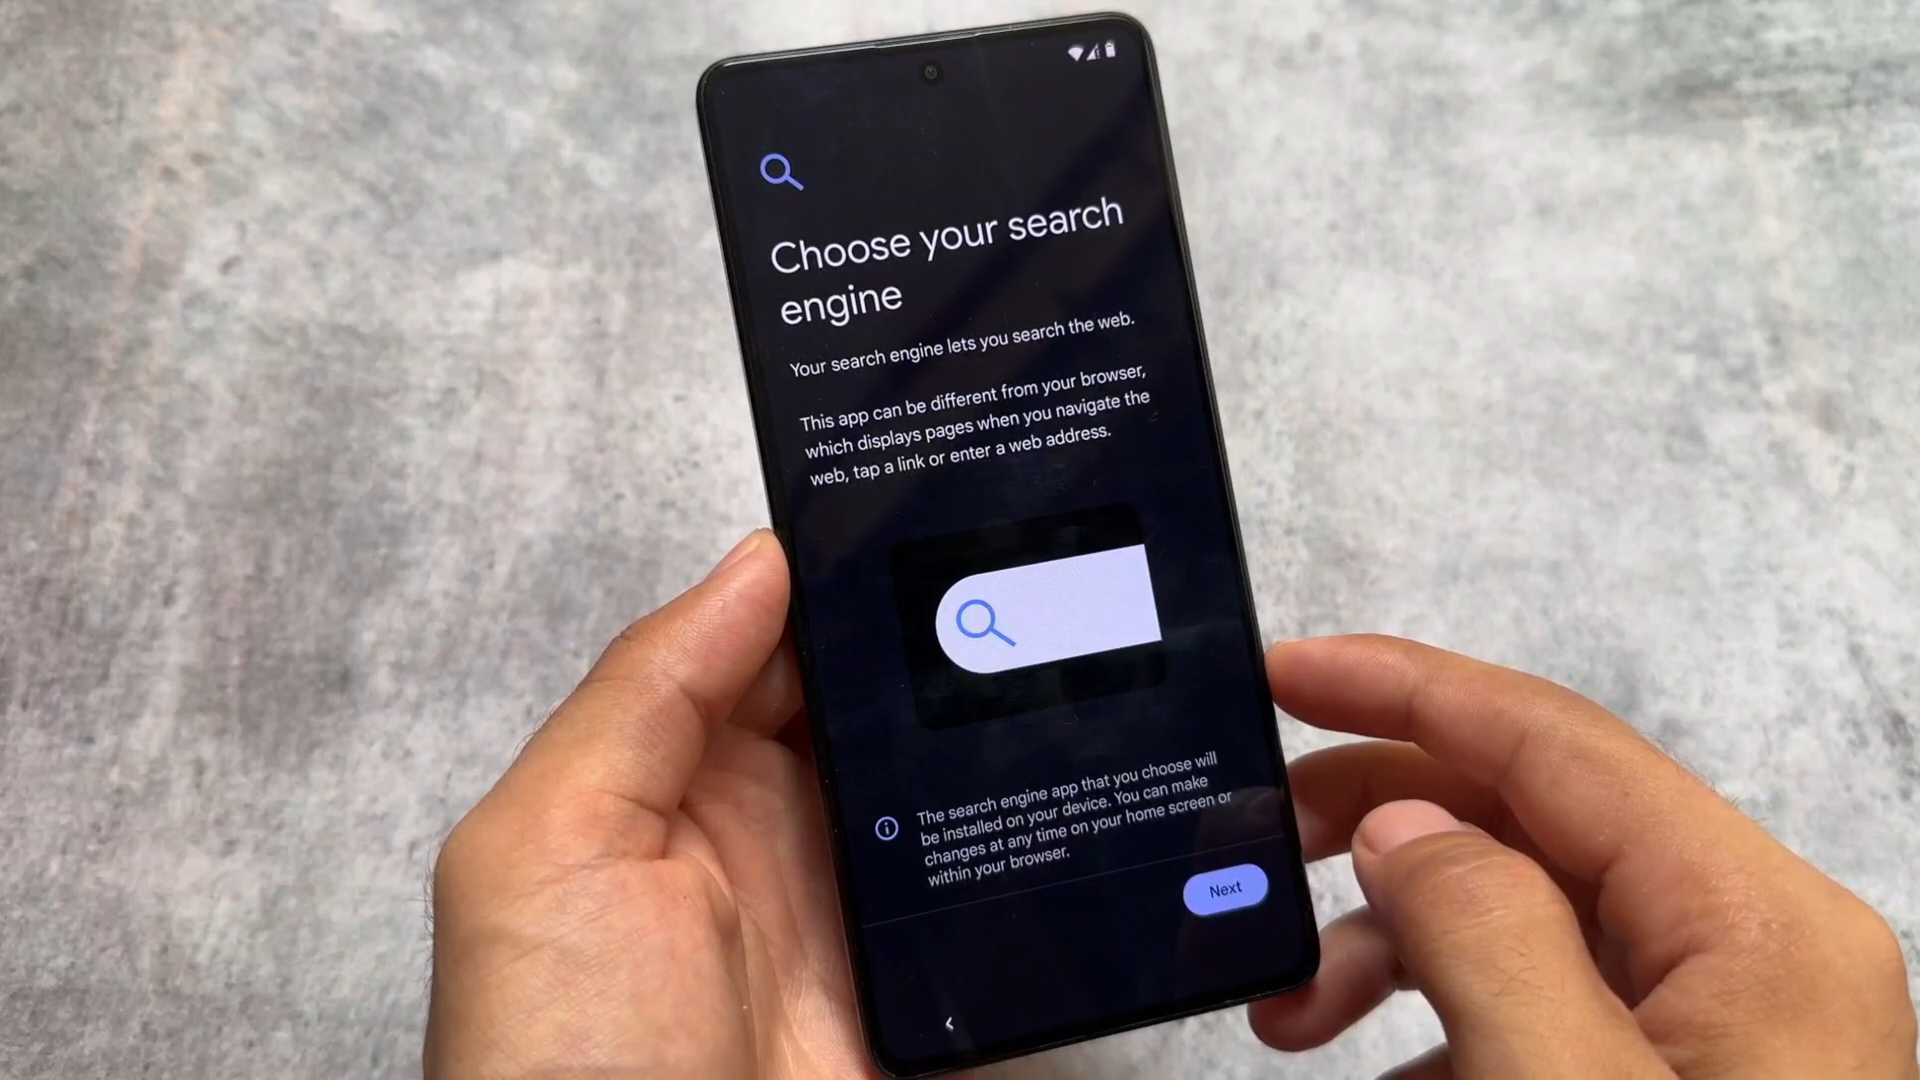 Choose your search
engine
Your search engine lets you search the web.
This app can be different from your browser,
which displays pages when you navigate the
web, tap a link or enter a web address.
The search engine app that you choose will
be installed on your device. You can make
changes at any time on your home screen or
within your browser.
Next